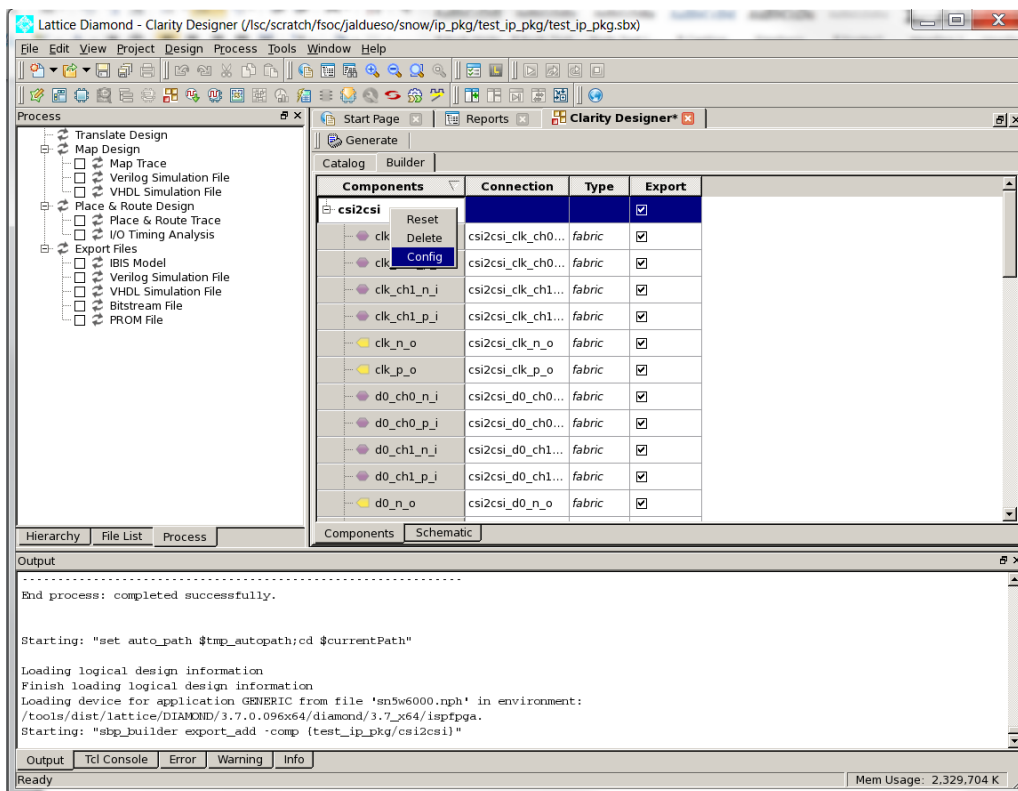 Lattice Diamond - Clarity Designer (/lsc/scratch/fsoc/jaldueso/snow/ip_pkg/test_ip_pkg/test_ip_pkg.sbx)
File Edit View Project Design Process Tools Window Help
Process
Translate Design
Map Design
Map Trace
Verilog Simulation File
VHDL Simulation File
Place & Route Design
Place & Route Trace
I/O Timing Analysis
Export Files
IBIS Model
Verilog Simulation File
VHDL Simulation File
Bitstream File
PROM File
Hierarchy File List Process
Start Page Reports Clarity Designer*
Generate
Catalog Builder
Components Connection Type Export
csi2csi
Reset
Delete
Config
clk csi2csi_clk_ch0... fabric
clk csi2csi_clk_ch0... fabric
clk_ch1_n_i csi2csi_clk_ch1... fabric
clk_ch1_p_i csi2csi_clk_ch1... fabric
clk_n_o csi2csi_clk_n_o fabric
clk_p_o csi2csi_clk_p_o fabric
d0_ch0_n_i csi2csi_d0_ch0... fabric
d0_ch0_p_i csi2csi_d0_ch0... fabric
d0_ch1_n_i csi2csi_d0_ch1... fabric
d0_ch1_p_i csi2csi_d0_ch1... fabric
d0_n_o csi2csi_d0_n_o fabric
Components Schematic
Output
------------------------------------------------------------
End process: completed successfully.
Starting: "set auto_path $tmp_autopath;cd $currentPath"
Loading logical design information
Finish loading logical design information
Loading device for application GENERIC from file 'sn5w6000.nph' in environment:
/tools/dist/lattice/DIAMOND/3.7.0.096x64/diamond/3.7_x64/ispfpga.
Starting: "sbp_builder export_add -comp {test_ip_pkg/csi2csi}"
Output Tcl Console Error Warning Info
Ready
Mem Usage: 2,329,704 K